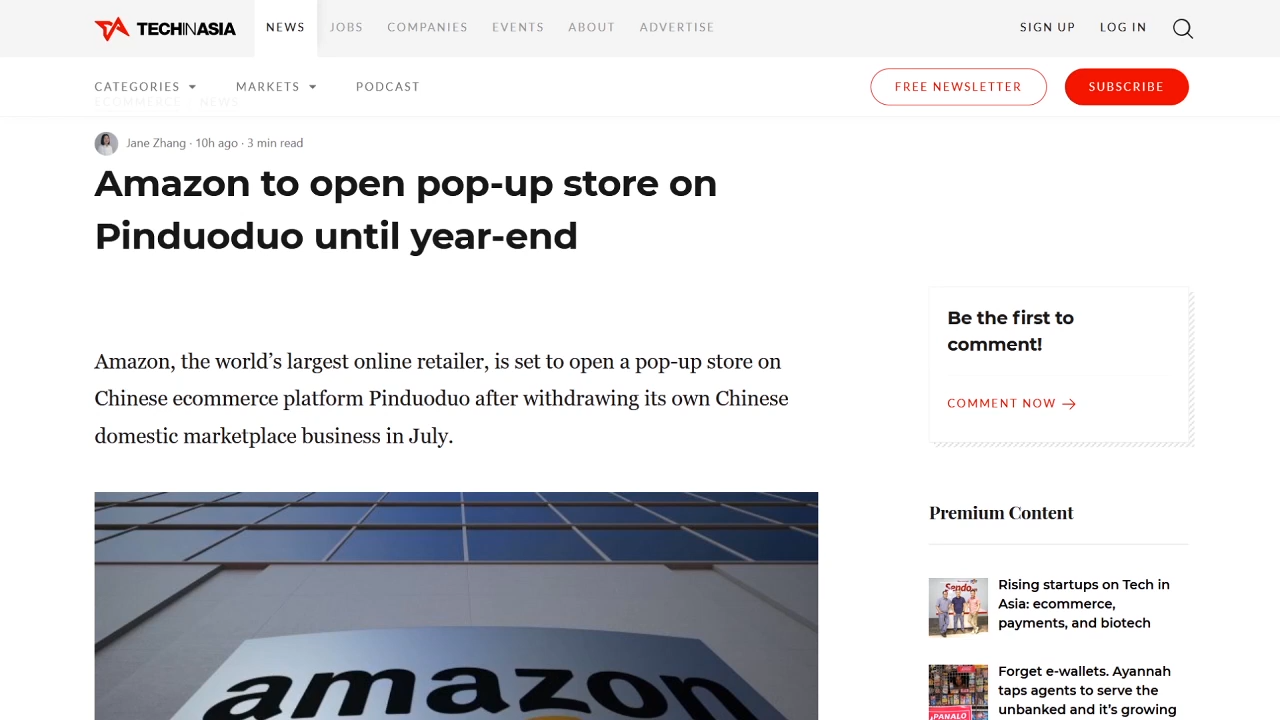 TECHINASIA
NEWS
JOBS
COMPANIES
EVENTS
ABOUT
ADVERTISE
SIGN UP
LOG IN
CATEGORIES
MARKETS
PODCAST
FREE NEWSLETTER
SUBSCRIBE
ECOMMERCE NEWS
Jane Zhang · 10h ago · 3 min read
Amazon to open pop-up store on
Pinduoduo until year-end
Amazon, the world’s largest online retailer, is set to open a pop-up store on
Chinese ecommerce platform Pinduoduo after withdrawing its own Chinese
domestic marketplace business in July.
amazon
Be the first to
comment!
COMMENT NOW
Premium Content
Sendo
Rising startups on Tech in
Asia: ecommerce,
payments, and biotech
PANALO
Forget e-wallets. Ayannah
taps agents to serve the
unbanked and it’s growing